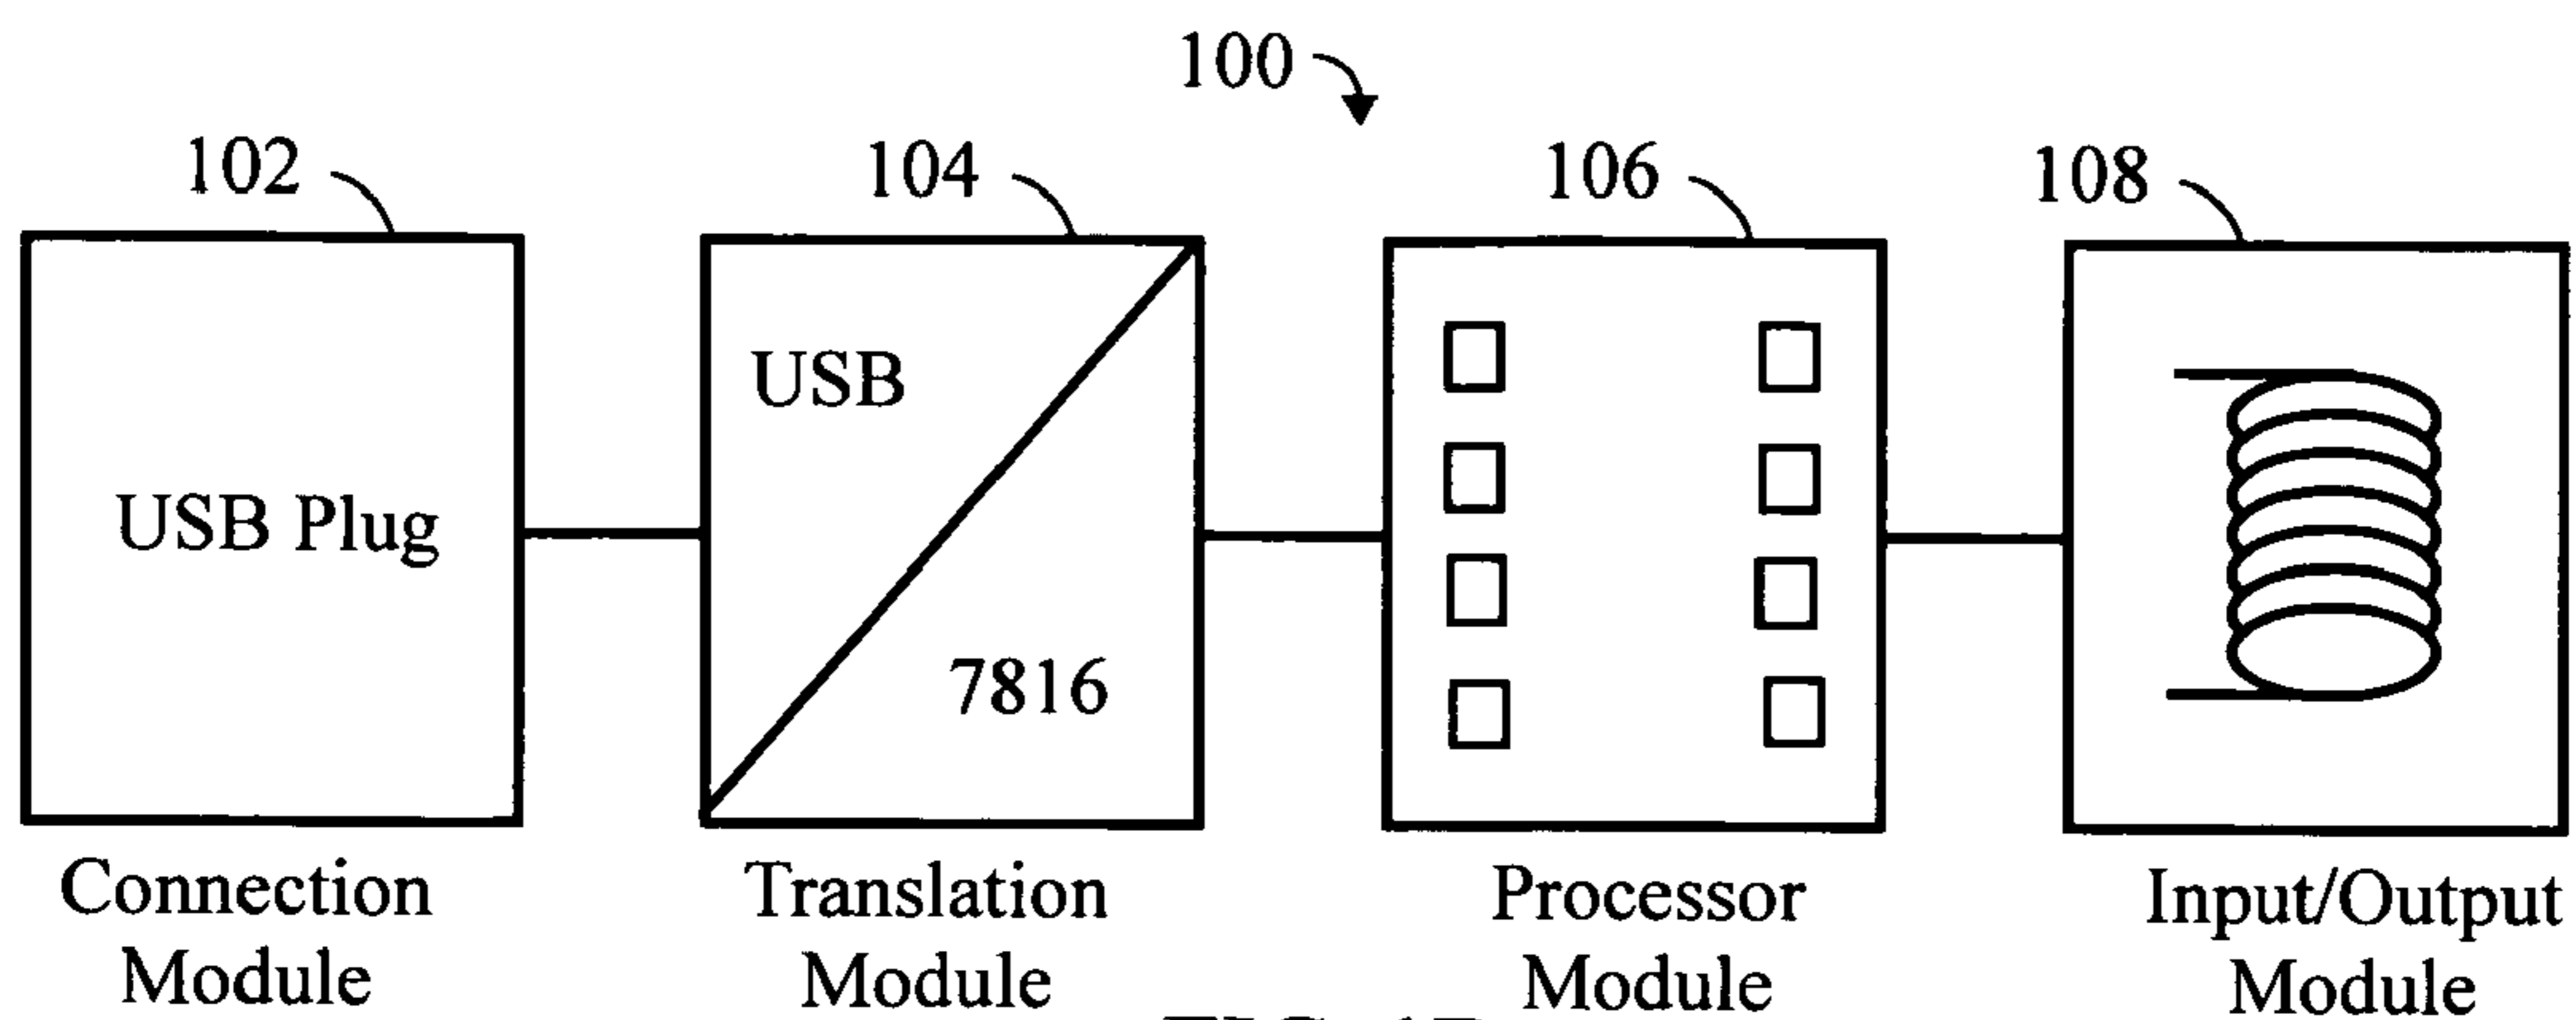 100
102
104
106
108
USB Plug
USB
7816
Connection
Module
Translation
Module
Processor
Module
Input/Output
Module